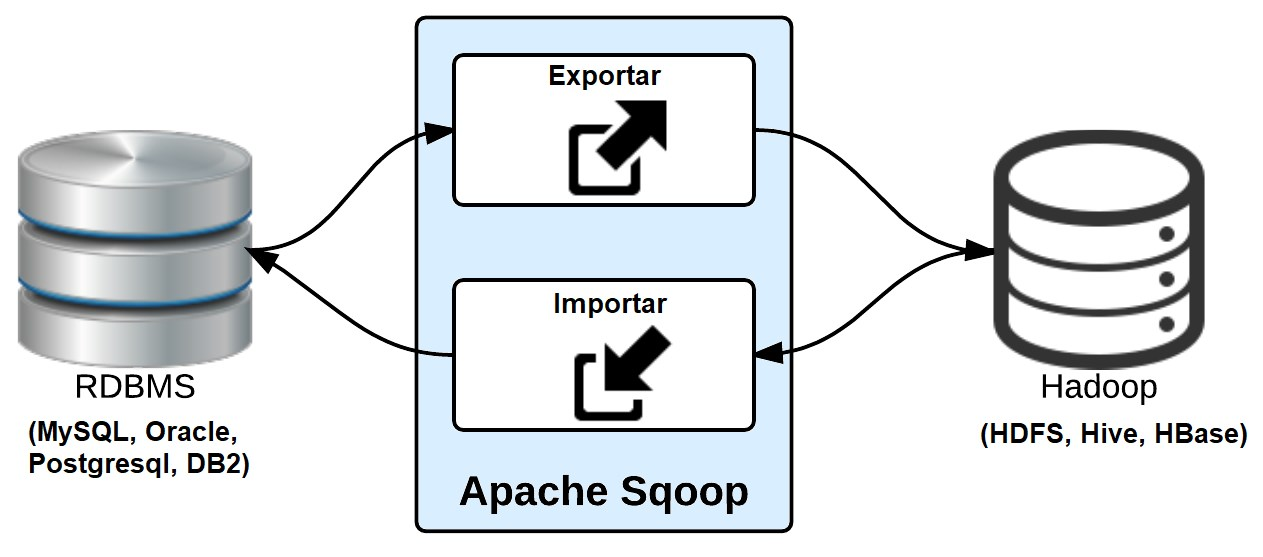 Exportar
Importar
RDBMS
(MySQL, Oracle,
Postgresql, DB2)
Hadoop
(HDFS, Hive, HBase)
Apache Sqoop